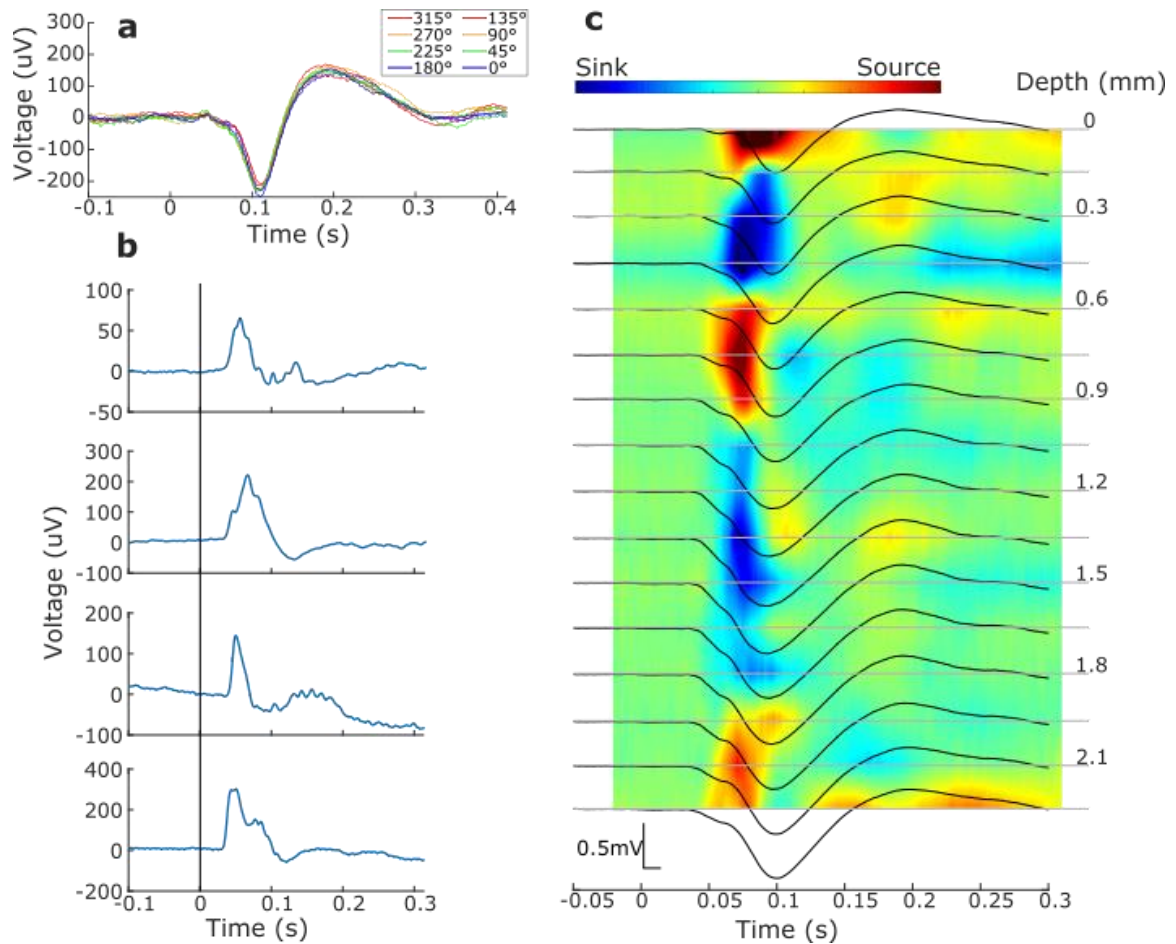 a
315° 135°
270° 90°
225° 45°
180° 0°
Voltage (uV)
300
200
100
0
-100
-200
-0.1 0 0.1 0.2 0.3 0.4
Time (s)
b
100
50
0
-50
300
200
100
0
-100
200
100
0
-100
400
200
0
-200
Voltage (uV)
-0.1 0 0.1 0.2 0.3
Time (s)
c
Sink Source Depth (mm)
0
0.3
0.6
0.9
1.2
1.5
1.8
2.1
0.5mV
-0.05 0 0.05 0.1 0.15 0.2 0.25 0.3
Time (s)